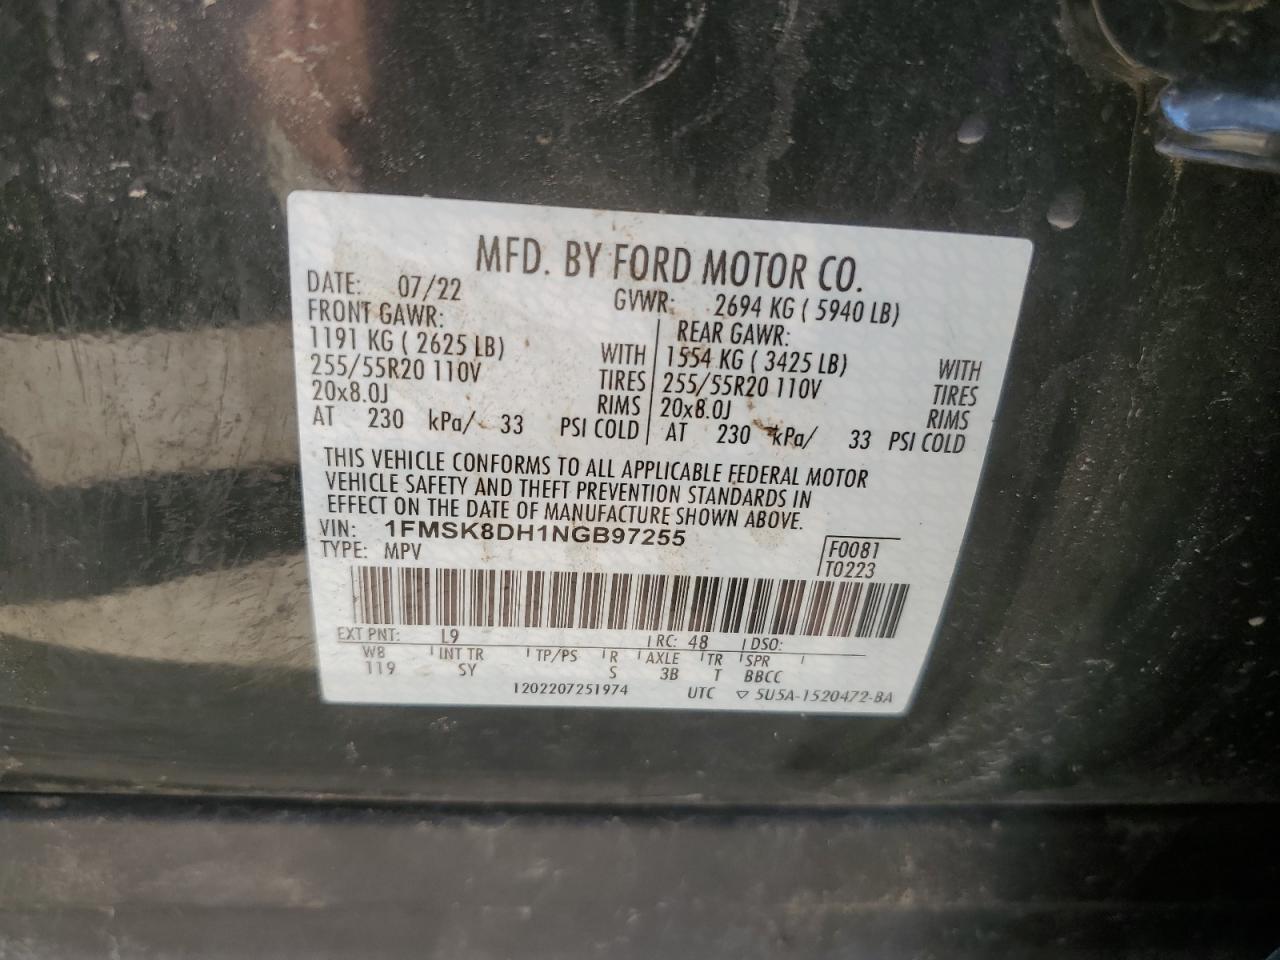 MFD. BY FORD MOTOR CO.
DATE: 07/22 GVWR: 2694 KG ( 5940 LB)
FRONT GAWR: REAR GAWR:
1191 KG ( 2625 LB) WITH 1554 KG ( 3425 LB) WITH
255/55R20 110V TIRES 255/55R20 110V TIRES
20x8.0J RIMS 20x8.0J RIMS
AT 230 kPa/ 33 PSI COLD AT 230 kPa/ 33 PSI COLD
THIS VEHICLE CONFORMS TO ALL APPLICABLE FEDERAL MOTOR
VEHICLE SAFETY AND THEFT PREVENTION STANDARDS IN
EFFECT ON THE DATE OF MANUFACTURE SHOWN ABOVE.
VIN: 1FMSK8DH1NGB97255
TYPE: MPV
F0081
T0223
EXT PNT: L9 RC: 48 DSO:
WB INT TR TP/PS R AXLE TR SPR
119 SY S 3B T BBCC
1202207251974 UTC ▽ 5U5A-1520472-BA